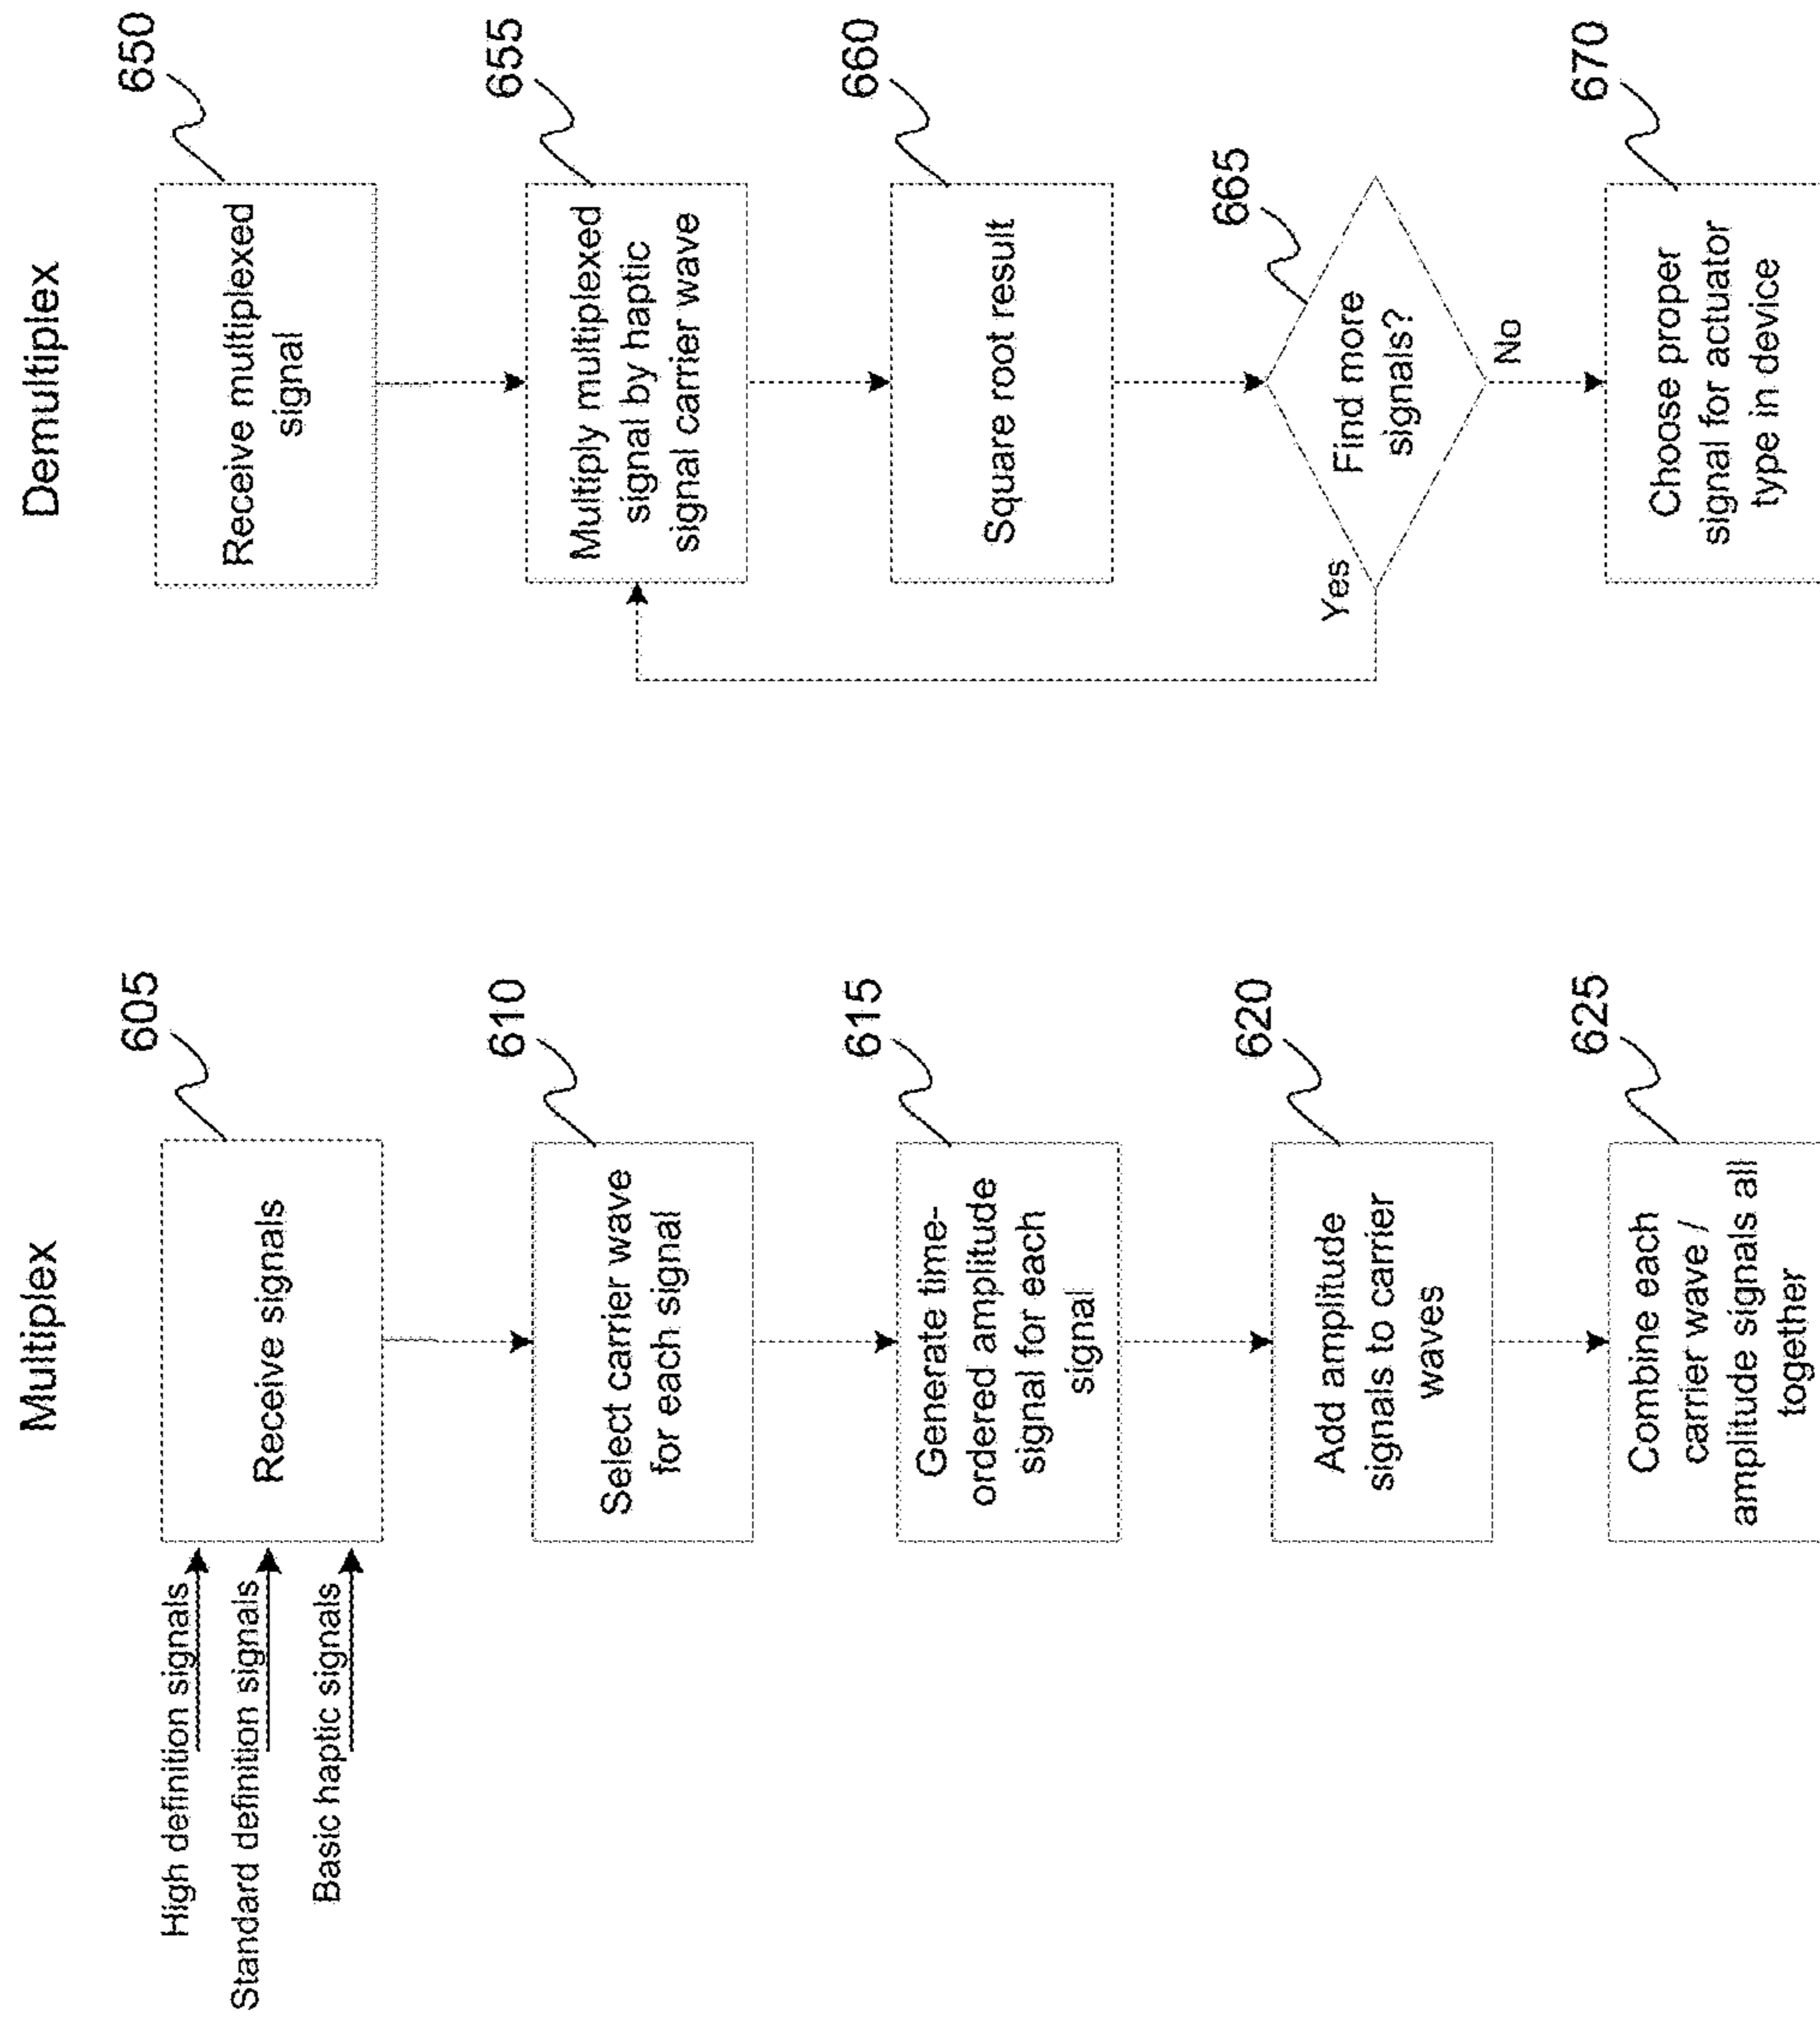 Multiplex
High definition signals
Standard definition signals
Basic haptic signals
605
Receive signals
610
Select carrier wave
for each signal
615
Generate time-
ordered amplitude
signal for each
signal
620
Add amplitude
signals to carrier
waves
625
Combine each
carrier wave /
amplitude signals all
together
Demultiplex
650
Receive multiplexed
signal
655
Multiply multiplexed
signal by haptic
signal carrier wave
660
Square root result
665
Find more
signals?
Yes
No
670
Choose proper
signal for actuator
type in device